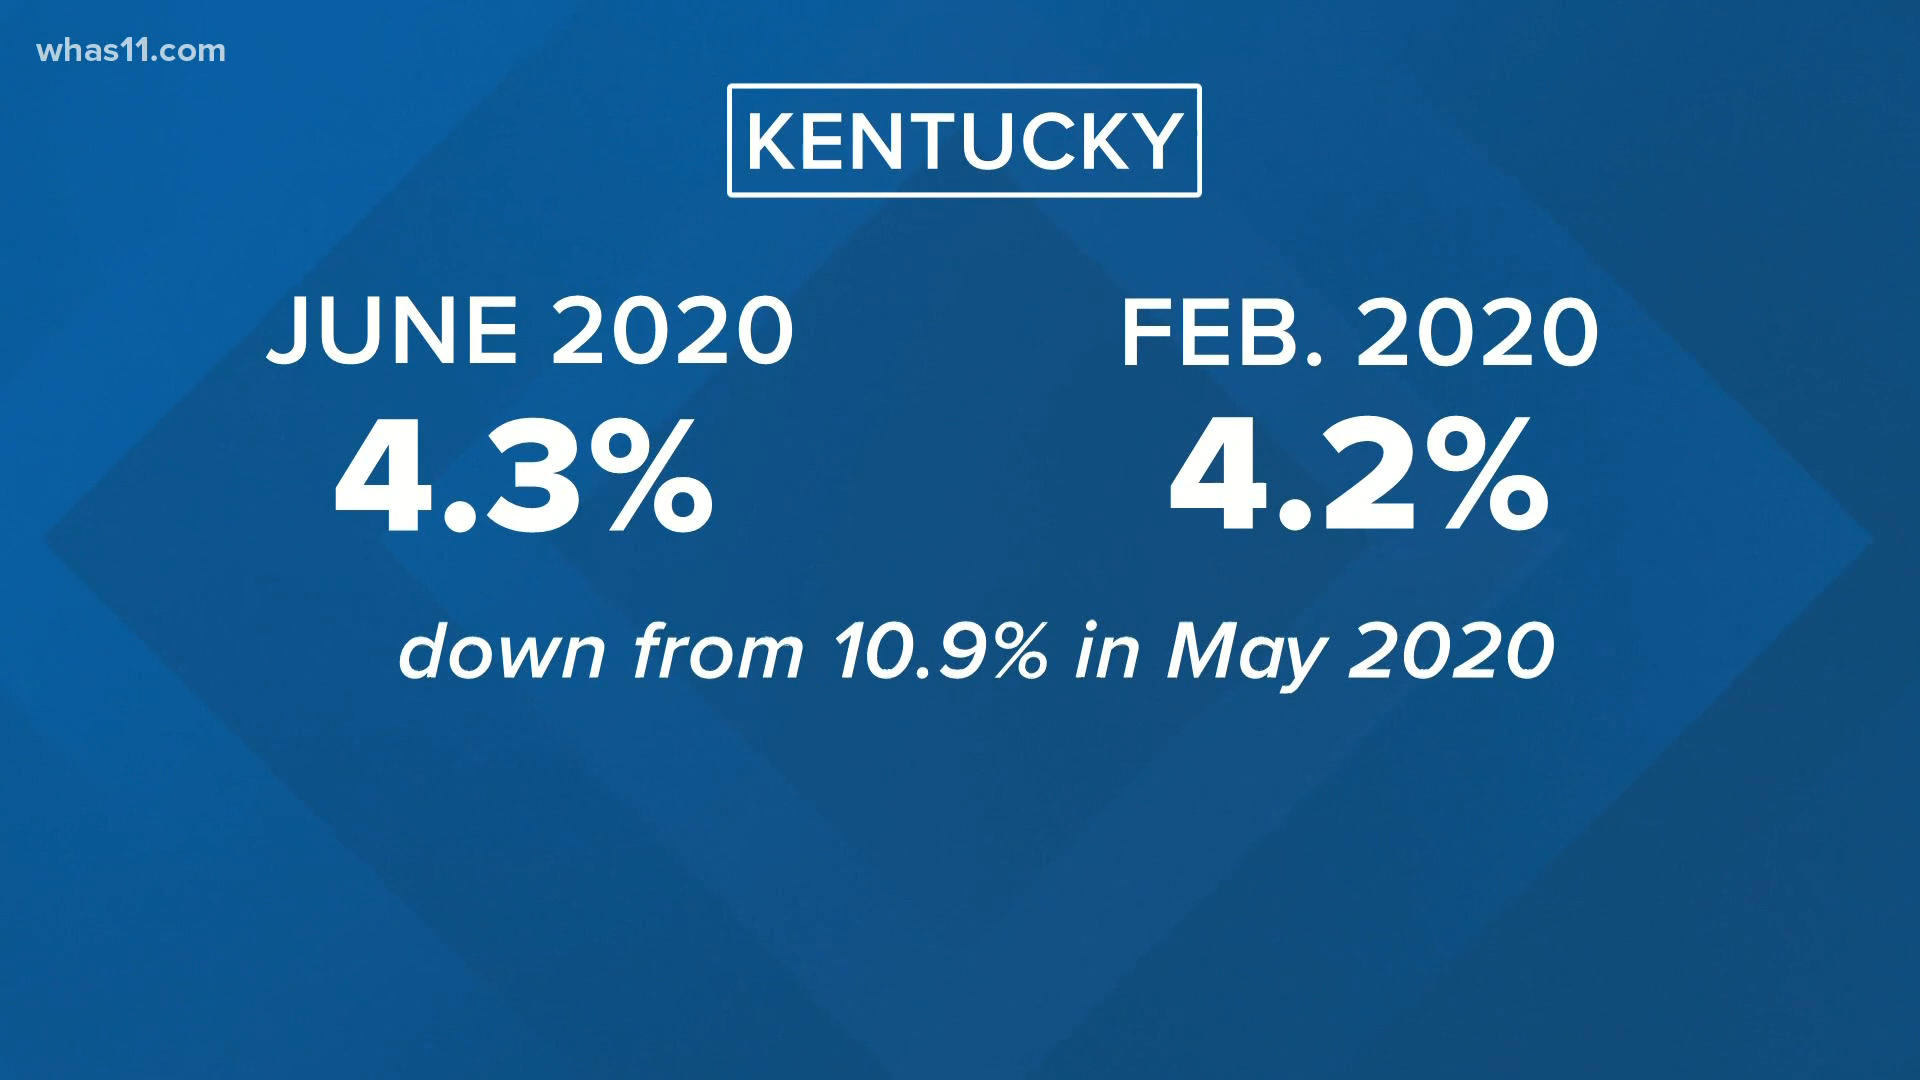 whas11.com
KENTUCKY
JUNE 2020
4.3%
FEB. 2020
4.2%
down from 10.9% in May 2020